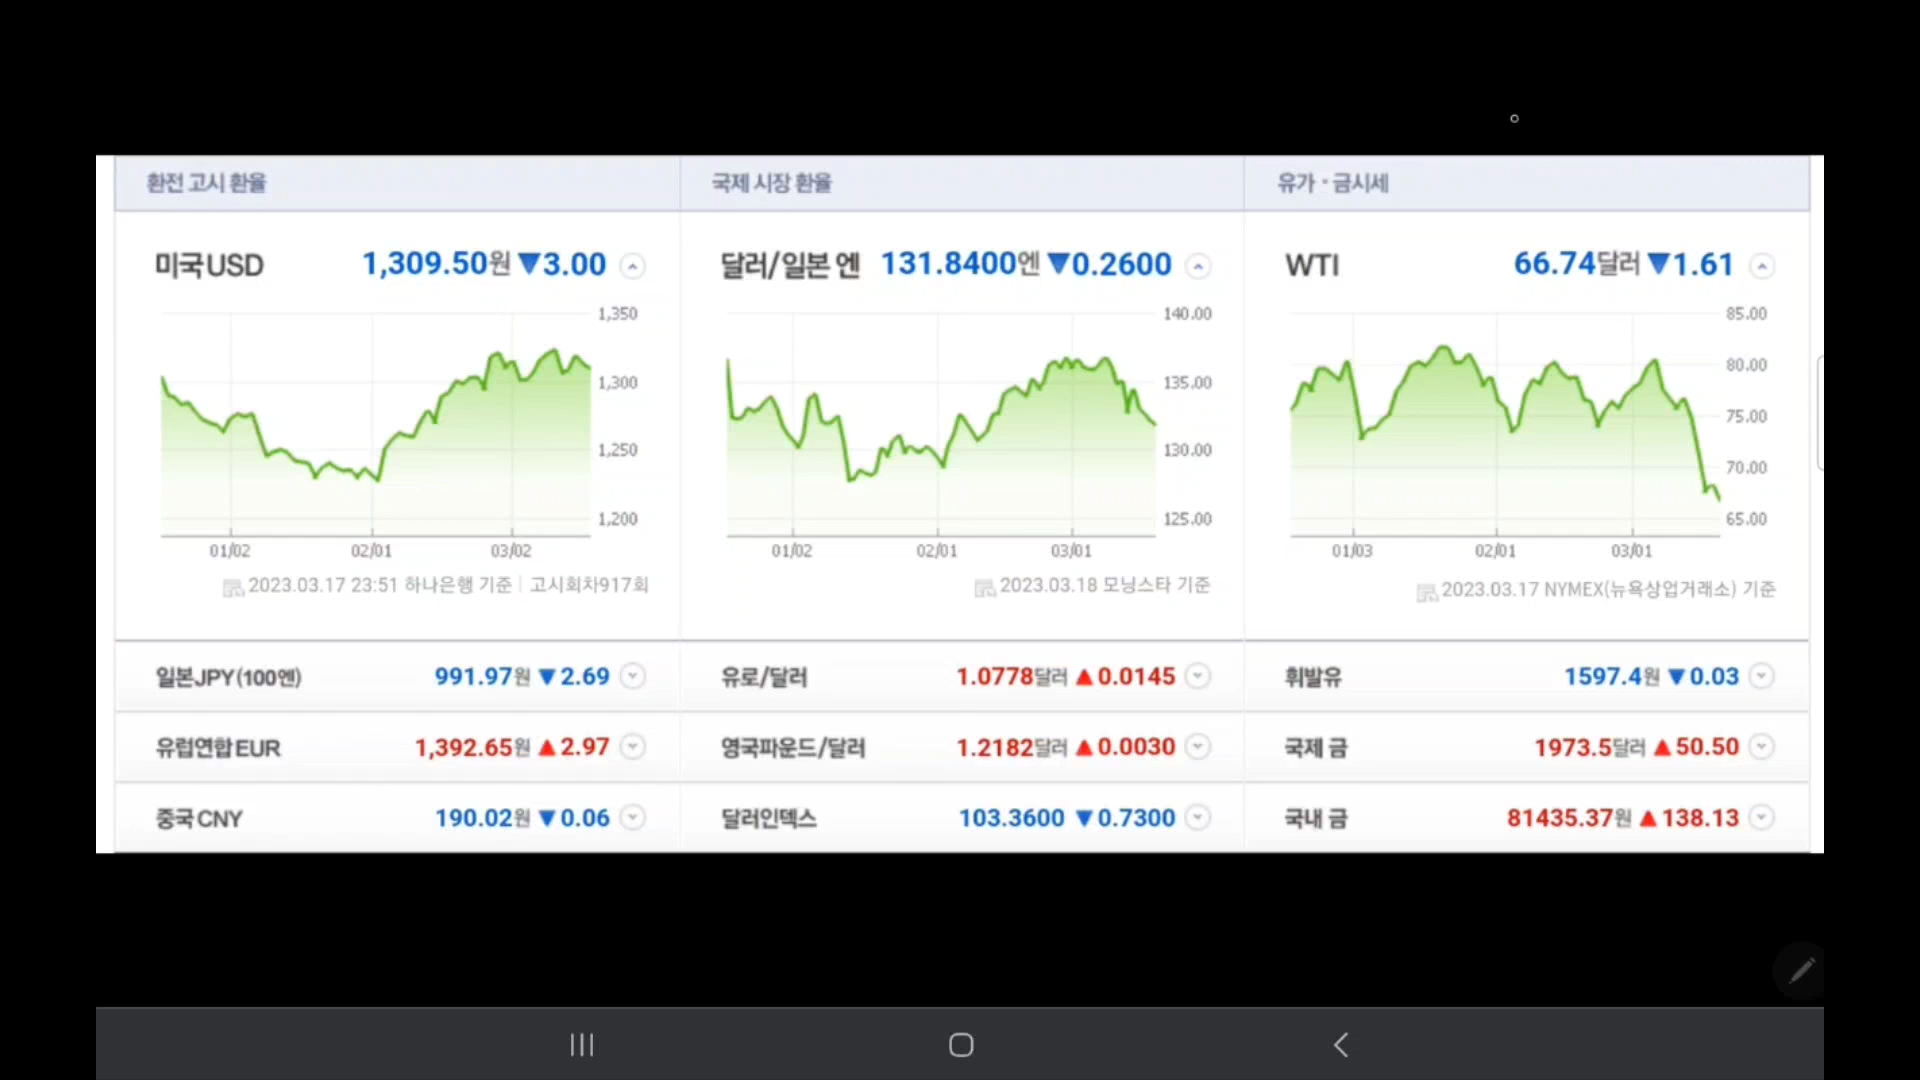 환전 고시 환율
국제 시장 환율
유가·금시세
미국 USD 1,309.50원 ▼3.00
1,350
1,300
1,250
1,200
01/02 02/01 03/02
2023.03.17 23:51 하나은행 기준 고시회차917회
달러/일본 엔 131.8400엔 ▼0.2600
140.00
135.00
130.00
125.00
01/02 02/01 03/01
2023.03.18 모닝스타 기준
WTI 66.74달러 ▼1.61
85.00
80.00
75.00
70.00
65.00
01/03 02/01 03/01
2023.03.17 NYMEX(뉴욕상업거래소) 기준
일본JPY(100엔) 991.97원 ▼2.69
유로/달러 1.0778달러 ▲0.0145
휘발유 1597.4원 ▼0.03
유럽연합EUR 1,392.65원 ▲2.97
영국파운드/달러 1.2182달러 ▲0.0030
국제 금 1973.5달러 ▲50.50
중국 CNY 190.02원 ▼0.06
달러인덱스 103.3600 ▼0.7300
국내 금 81435.37원 ▲138.13